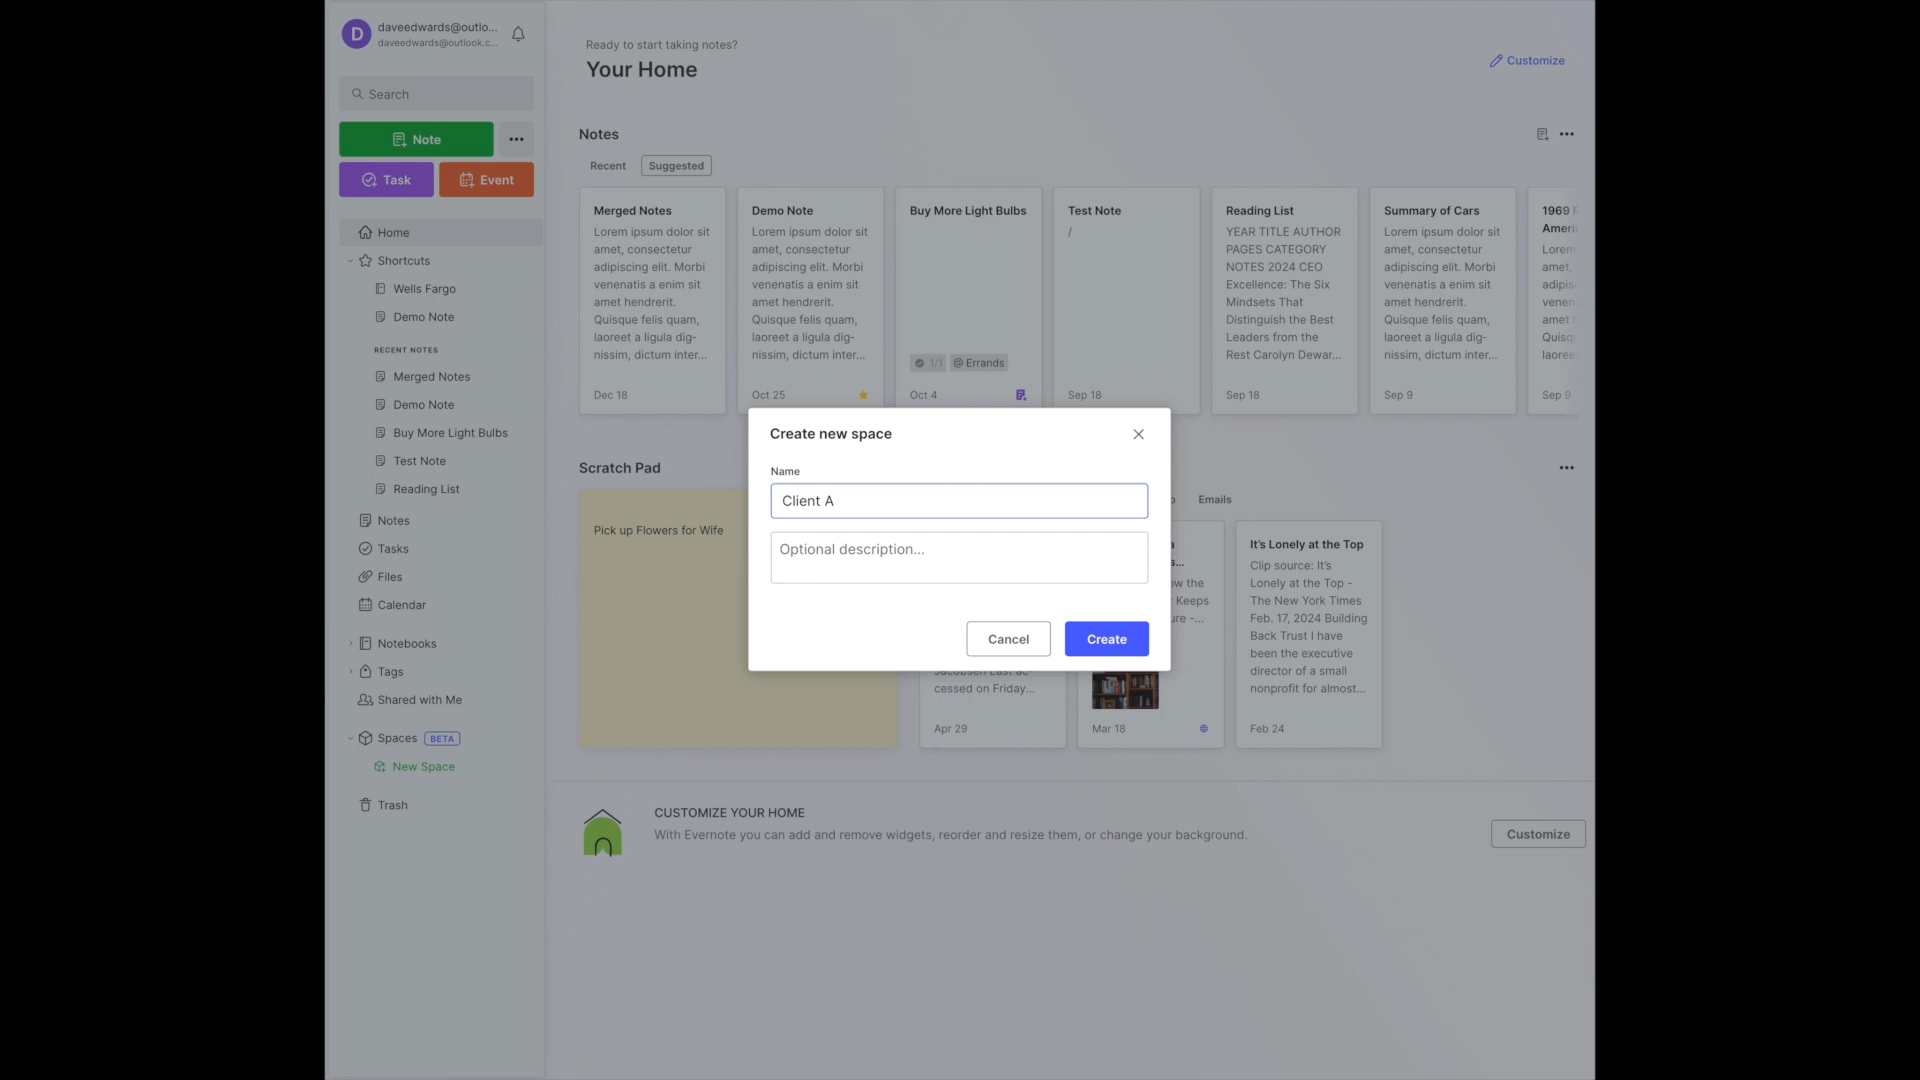 D
daveedwards@outlo...
daveedwards@outlook.c...
Search
Note
Task
Event
Home
Shortcuts
Wells Fargo
Demo Note
RECENT NOTES
Merged Notes
Demo Note
Buy More Light Bulbs
Test Note
Reading List
Notes
Tasks
Files
Calendar
Notebooks
Tags
Shared with Me
Spaces BETA
New Space
Trash
Ready to start taking notes?
Your Home
Customize
Notes
Recent
Suggested
Merged Notes
Lorem ipsum dolor sit
amet, consectetur
adipiscing elit. Morbi
venenatis a enim sit
amet hendrerit.
Quisque felis quam,
laoreet a ligula dig-
nissim, dictum inter...
Dec 18
Demo Note
Lorem ipsum dolor sit
amet, consectetur
adipiscing elit. Morbi
venenatis a enim sit
amet hendrerit.
Quisque felis quam,
laoreet a ligula dig-
nissim, dictum inter...
Oct 25
Buy More Light Bulbs
1/1 @ Errands
Oct 4
Test Note
/
Sep 18
Reading List
YEAR TITLE AUTHOR
PAGES CATEGORY
NOTES 2024 CEO
Excellence: The Six
Mindsets That
Distinguish the Best
Leaders from the
Rest Carolyn Dewar...
Sep 18
Summary of Cars
Lorem ipsum dolor sit
amet, consectetur
adipiscing elit. Morbi
venenatis a enim sit
amet hendrerit.
Quisque felis quam,
laoreet a ligula dig-
nissim, dictum inter...
Sep 9
1969
Lorem
amet,
Sep 9
Scratch Pad
Pick up Flowers for Wife
Create new space
Name
Client A
Optional description...
Cancel
Create
Emails
cessed on Friday...
Apr 29
w the
Keeps
Mar 18
It's Lonely at the Top
Clip source: It's
Lonely at the Top -
The New York Times
Feb. 17, 2024 Building
Back Trust I have
been the executive
director of a small
nonprofit for almost...
Feb 24
CUSTOMIZE YOUR HOME
With Evernote you can add and remove widgets, reorder and resize them, or change your background.
Customize